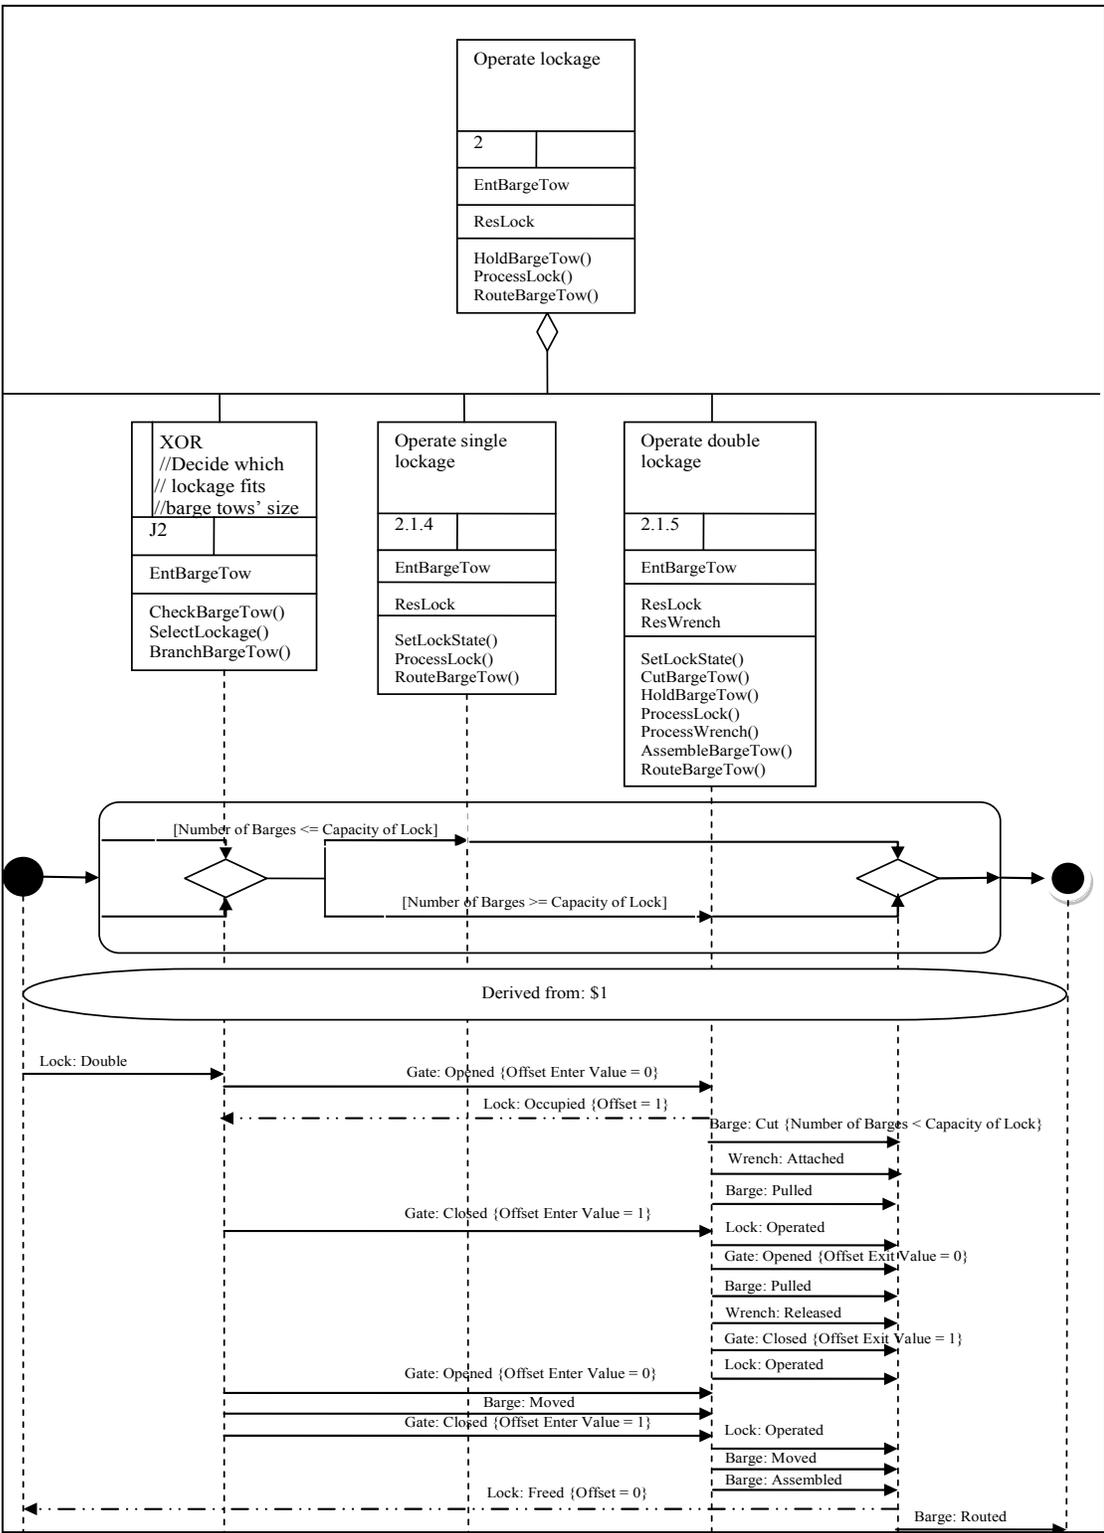 Operate lockage
2
EntBargeTow
ResLock
HoldBargeTow()
ProcessLock()
RouteBargeTow()
XOR
//Decide which
// lockage fits
//barge tows’ size
J2
EntBargeTow
CheckBargeTow()
SelectLockage()
BranchBargeTow()
Operate single
lockage
2.1.4
EntBargeTow
ResLock
SetLockState()
ProcessLock()
RouteBargeTow()
Operate double
lockage
2.1.5
EntBargeTow
ResLock
ResWrench
SetLockState()
CutBargeTow()
HoldBargeTow()
ProcessLock()
ProcessWrench()
AssembleBargeTow()
RouteBargeTow()
[Number of Barges <= Capacity of Lock]
[Number of Barges >= Capacity of Lock]
Derived from: $1
Lock: Double
Gate: Opened {Offset Enter Value = 0}
Lock: Occupied {Offset = 1}
Barge: Cut {Number of Barges < Capacity of Lock}
Wrench: Attached
Barge: Pulled
Gate: Closed {Offset Enter Value = 1}
Lock: Operated
Gate: Opened {Offset Exit Value = 0}
Barge: Pulled
Wrench: Released
Gate: Closed {Offset Exit Value = 1}
Lock: Operated
Gate: Opened {Offset Enter Value = 0}
Barge: Moved
Gate: Closed {Offset Enter Value = 1}
Lock: Operated
Barge: Moved
Barge: Assembled
Lock: Freed {Offset = 0}
Barge: Routed